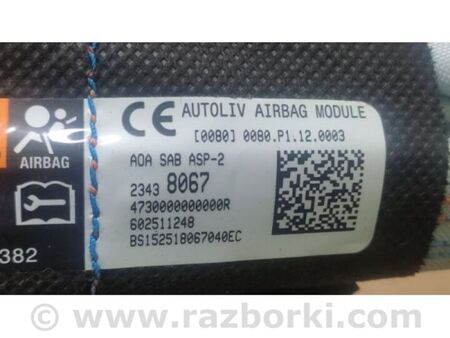 AUTOLIV AIRBAG MODULE
[0080] 0080.P1.12.0003
AOA SAB ASP-2
2343 8067
4730000000000R
602511248
BS152518067040EC
AIRBAG
382
CE
© www.razborki.com